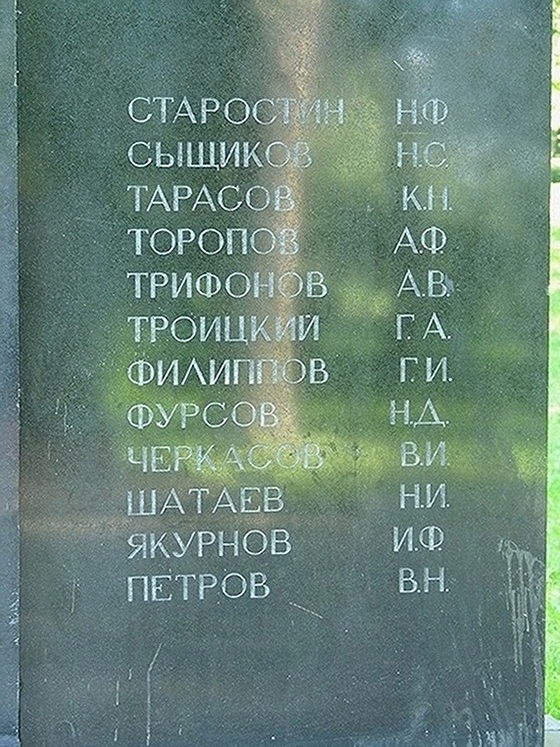 СТАРОСТИН Н.Ф.
СЫЩИКОВ Н.С.
ТАРАСОВ К.Н.
ТОРОПОВ А.Ф.
ТРИФОНОВ А.В.
ТРОИЦКИЙ Г.А.
ФИЛИППОВ Г.И.
ФУРСОВ Н.Д.
ЧЕРКАСОВ В.И.
ШАТАЕВ Н.И.
ЯКУРНОВ И.Ф.
ПЕТРОВ В.Н.